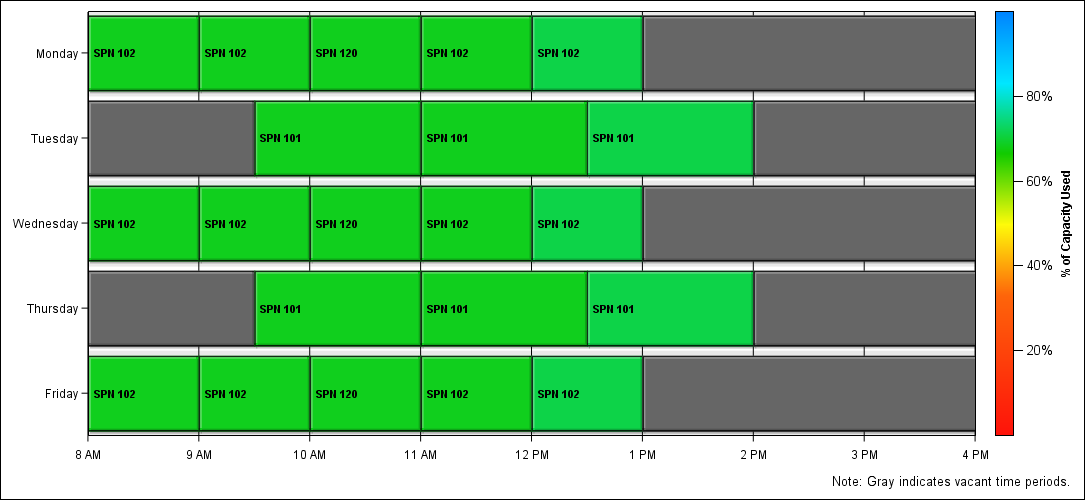 Monday SPN 102 SPN 102 SPN 120 SPN 102 SPN 102
Tuesday SPN 101 SPN 101 SPN 101
Wednesday SPN 102 SPN 102 SPN 120 SPN 102 SPN 102
Thursday SPN 101 SPN 101 SPN 101
Friday SPN 102 SPN 102 SPN 120 SPN 102 SPN 102
8 AM 9 AM 10 AM 11 AM 12 PM 1 PM 2 PM 3 PM 4 PM
80%
60%
40%
20%
% of Capacity Used
Note: Gray indicates vacant time periods.